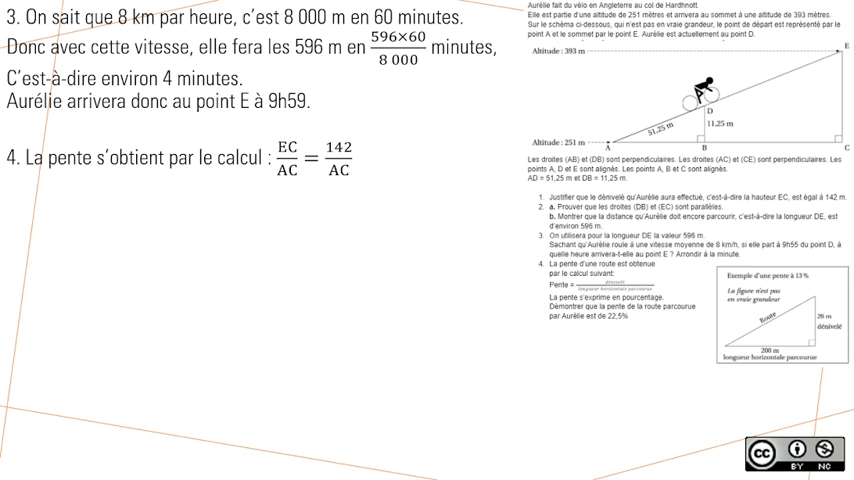 3. On sait que 8 km par heure, c’est 8 000 m en 60 minutes.
Donc avec cette vitesse, elle fera les 596 m en 596×60 / 8 000 minutes,
C’est-à-dire environ 4 minutes.
Aurélie arrivera donc au point E à 9h59.
4. La pente s’obtient par le calcul : EC/AC = 142/AC
Aurélie fait du vélo en Angleterre au col de Hardhnott.
Elle est partie d'une altitude de 251 mètres et arrivera au sommet à une altitude de 393 mètres.
Sur le schéma ci-dessous, qui n'est pas en vraie grandeur, le point de départ est représenté par le
point A et le sommet par le point E. Aurélie est actuellement au point D.
Altitude : 393 m
E
D
51,25 m
11,25 m
Altitude : 251 m
A
B
C
Les droites (AB) et (DB) sont perpendiculaires. Les droites (AC) et (CE) sont perpendiculaires. Les
points A, D et E sont alignés. Les points A, B et C sont alignés.
AD = 51,25 m et DB = 11,25 m.
1. Justifier que le dénivelé qu'Aurélie aura effectué, c'est-à-dire la hauteur EC, est égal à 142 m.
2. a. Prouver que les droites (DB) et (EC) sont parallèles.
b. Montrer que la distance qu'Aurélie doit encore parcourir, c'est-à-dire la longueur DE, est
d'environ 596 m.
3. On utilisera pour la longueur DE la valeur 596 m.
Sachant qu'Aurélie roule à une vitesse moyenne de 8 km/h, si elle part à 9h55 du point D, à
quelle heure arrivera-t-elle au point E ? Arrondir à la minute.
4. La pente d'une route est obtenue
par le calcul suivant:
Pente = dénivelé / longueur horizontale parcourue
La pente s'exprime en pourcentage.
Démontrer que la pente de la route parcourue
par Aurélie est de 22,5%
Exemple d'une pente à 13 %
La figure n'est pas
en vraie grandeur
Route
26 m
dénivelé
200 m
longueur horizontale parcourue
cc
BY NC